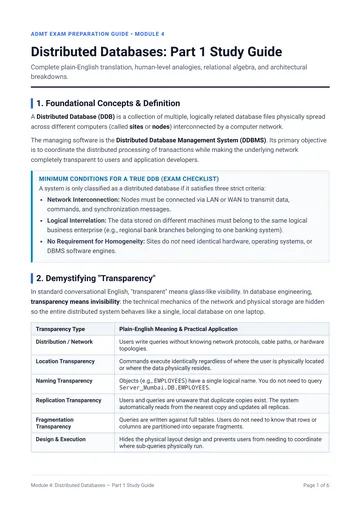 ADMT EXAM PREPARATION GUIDE • MODULE 4
Distributed Databases: Part 1 Study Guide
Complete plain-English translation, human-level analogies, relational algebra, and architectural
breakdowns.
1. Foundational Concepts & Definition
A Distributed Database (DDB) is a collection of multiple, logically related database files physically spread
across different computers (called sites or nodes) interconnected by a computer network.
The managing software is the Distributed Database Management System (DDBMS). Its primary objective
is to coordinate the distributed processing of transactions while making the underlying network
completely transparent to users and application developers.
MINIMUM CONDITIONS FOR A TRUE DDB (EXAM CHECKLIST)
A system is only classified as a distributed database if it satisfies three strict criteria:
• Network Interconnection: Nodes must be connected via LAN or WAN to transmit data,
commands, and synchronization messages.
• Logical Interrelation: The data stored on different machines must belong to the same logical
business enterprise (e.g., regional bank branches belonging to one banking system).
• No Requirement for Homogeneity: Sites do not need identical hardware, operating systems, or
DBMS software engines.
2. Demystifying "Transparency"
In standard conversational English, "transparent" means glass-like visibility. In database engineering,
transparency means invisibility: the technical mechanics of the network and physical storage are hidden
so the entire distributed system behaves like a single, local database on one laptop.
Transparency Type Plain-English Meaning & Practical Application
Distribution / Network Users write queries without knowing network protocols, cable paths, or hardware
topologies.
Location Transparency Commands execute identically regardless of where the user is physically located
or where the data physically resides.
Naming Transparency Objects (e.g., EMPLOYEES) have a single logical name. You do not need to query
Server_Mumbai.DB.EMPLOYEES.
Replication Transparency Users and queries are unaware that duplicate copies exist. The system
automatically reads from the nearest copy and updates all replicas.
Fragmentation Queries are written against full tables. Users do not need to know that rows or
Transparency columns are partitioned into separate fragments.
Design & Execution Hides the physical layout design and prevents users from needing to coordinate
where sub-queries physically run.
Module 4: Distributed Databases — Part 1 Study Guide Page 1 of 6